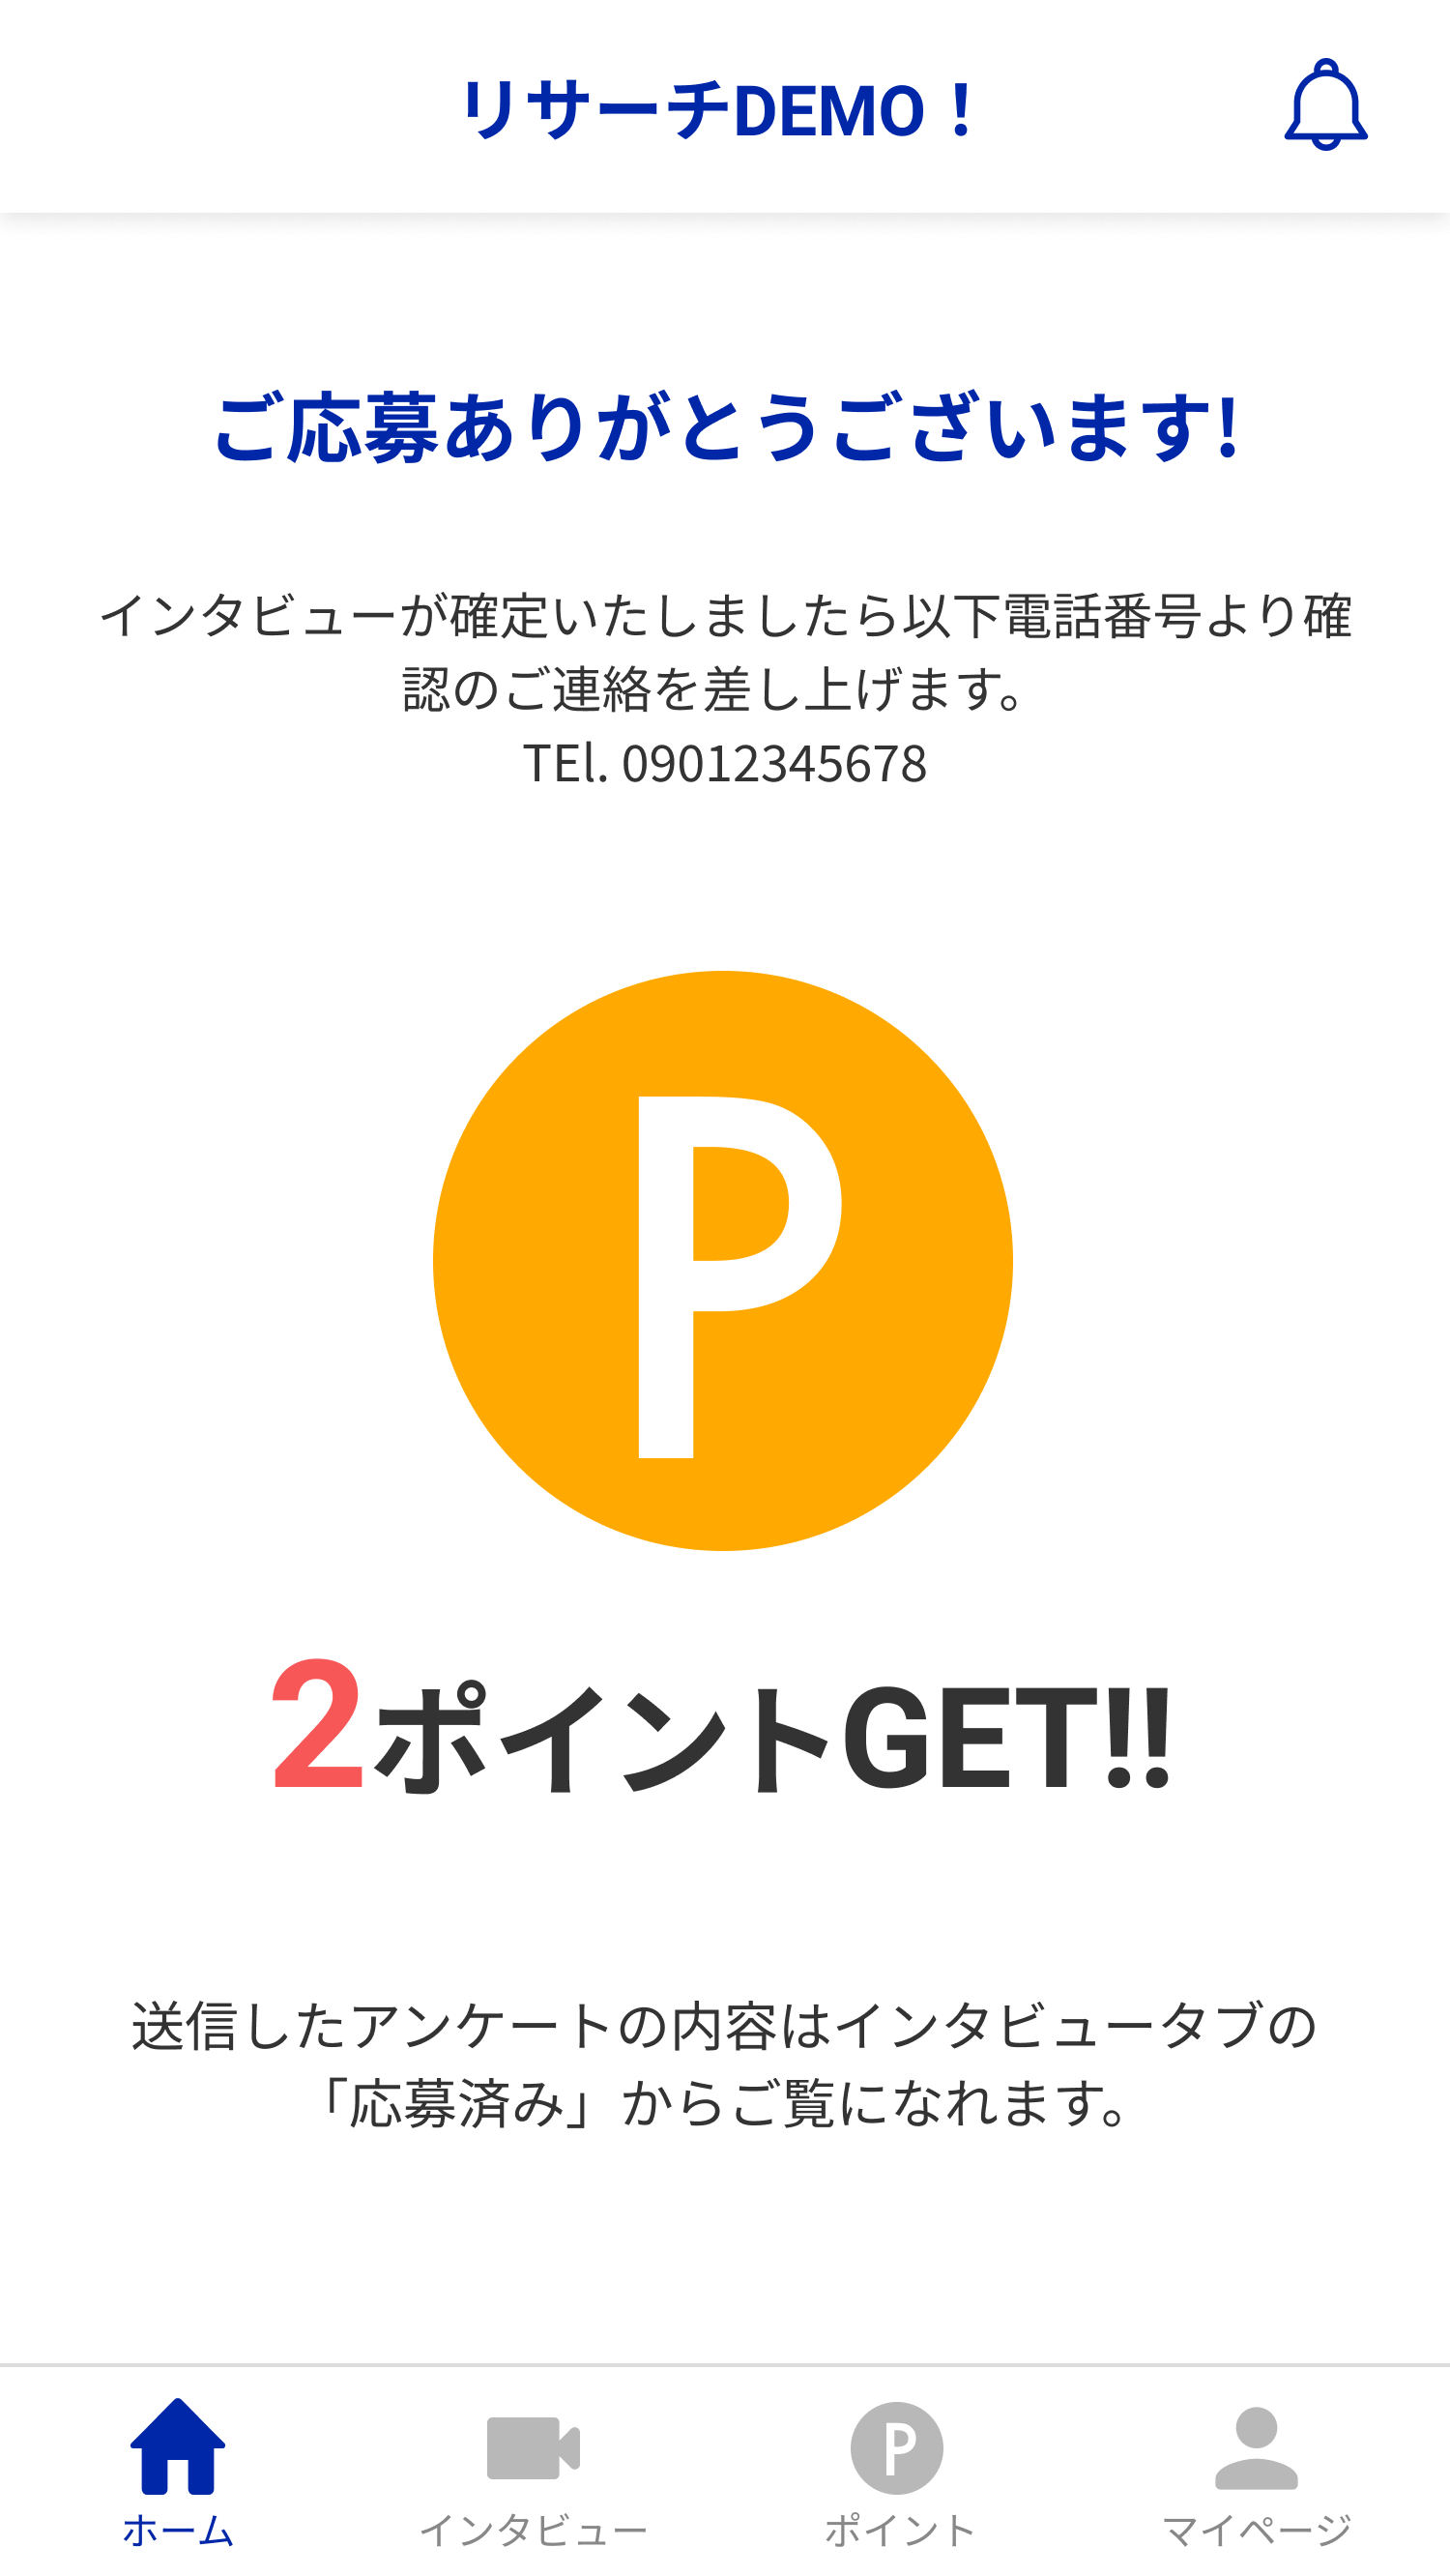 リサーチDEMO！
ご応募ありがとうございます!
インタビューが確定いたしましたら以下電話番号より確
認のご連絡を差し上げます。
TEl. 09012345678
P
2ポイントGET!!
送信したアンケートの内容はインタビュータブの
「応募済み」からご覧になれます。
P
ホーム
インタビュー
ポイント
マイページ